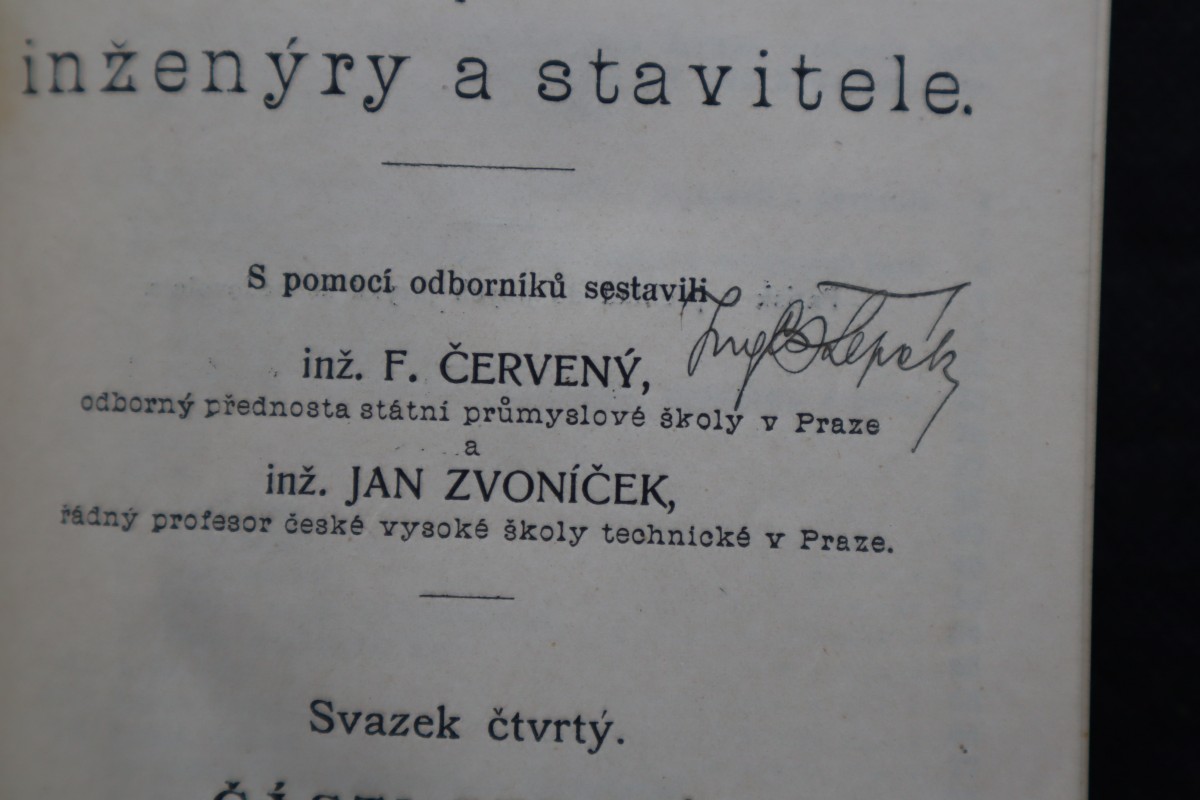 inženýry a stavitele.
S pomocí odborníků sestavili
inž. F. ČERVENÝ,
odborný přednosta státní průmyslové školy v Praze
a
inž. JAN ZVONÍČEK,
řádný profesor české vysoké školy technické v Praze.
Svazek čtvrtý.